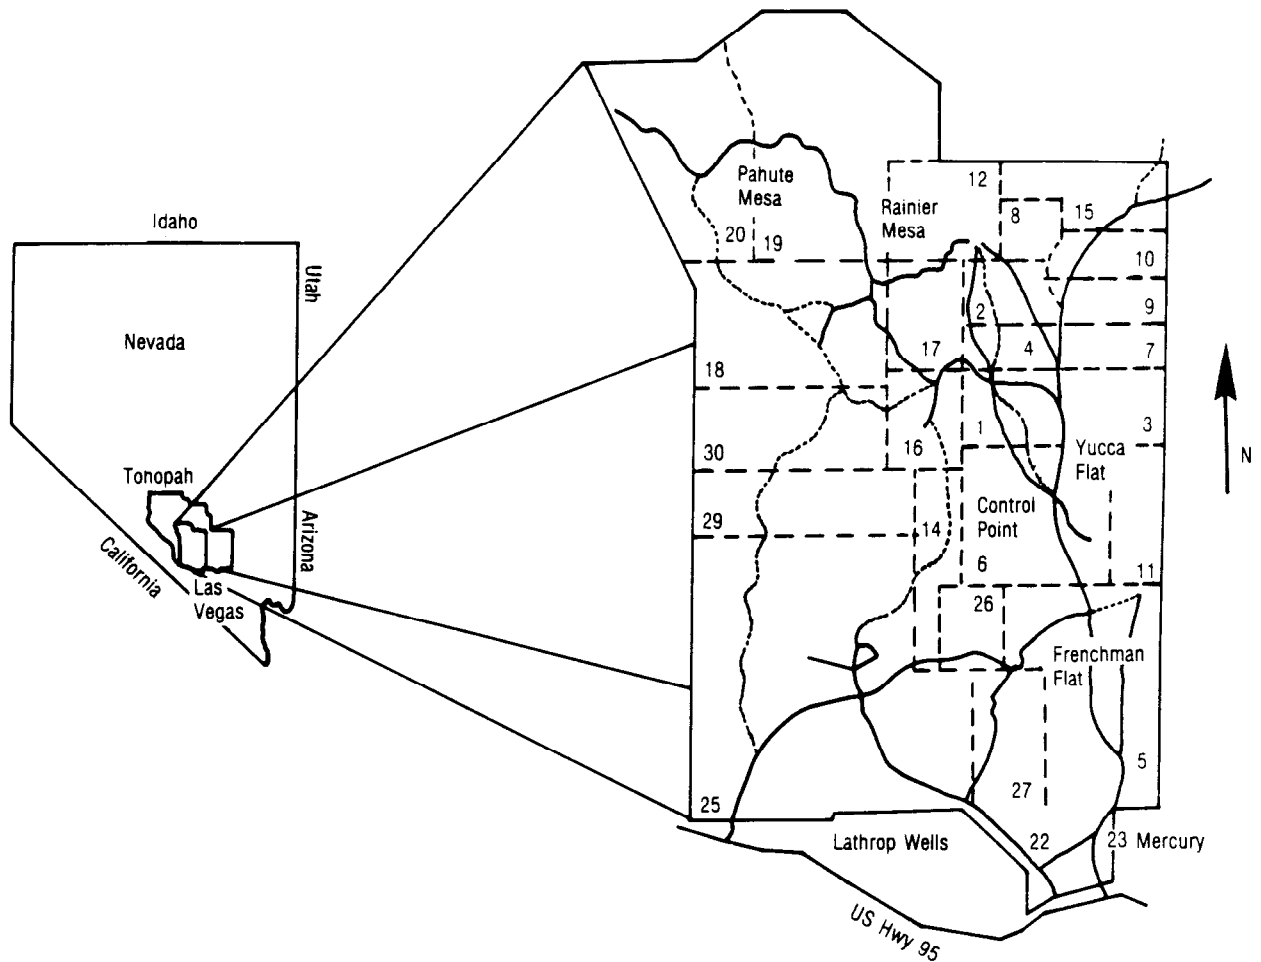 Idaho
Utah
Nevada
Tonopah
California
Arizona
Las
Vegas
Pahute
Mesa
12
Rainier
Mesa
8
15
20
19
10
2
9
17
4
7
18
1
3
16
Yucca
Flat
30
N
Control
Point
29
14
6
11
26
Frenchman
Flat
5
27
25
Lathrop Wells
22
23 Mercury
US Hwy 95